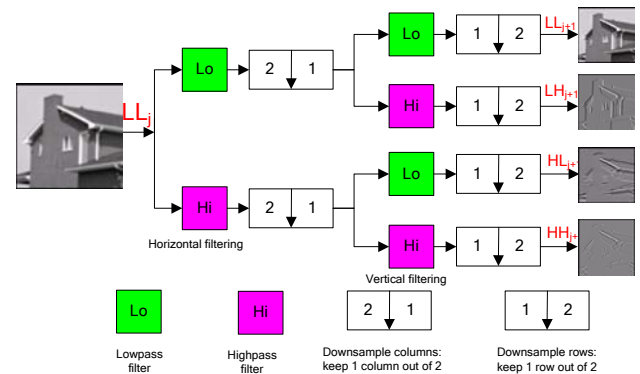 LLj
Lo
2 1
Lo
1 2
LLj+1
Hi
1 2
LHj+1
Hi
2 1
Lo
1 2
HLj+1
Hi
1 2
HHj+
Horizontal filtering
Vertical filtering
Lo
Hi
2 1
1 2
Lowpass
filter
Highpass
filter
Downsample columns:
keep 1 column out of 2
Downsample rows:
keep 1 row out of 2